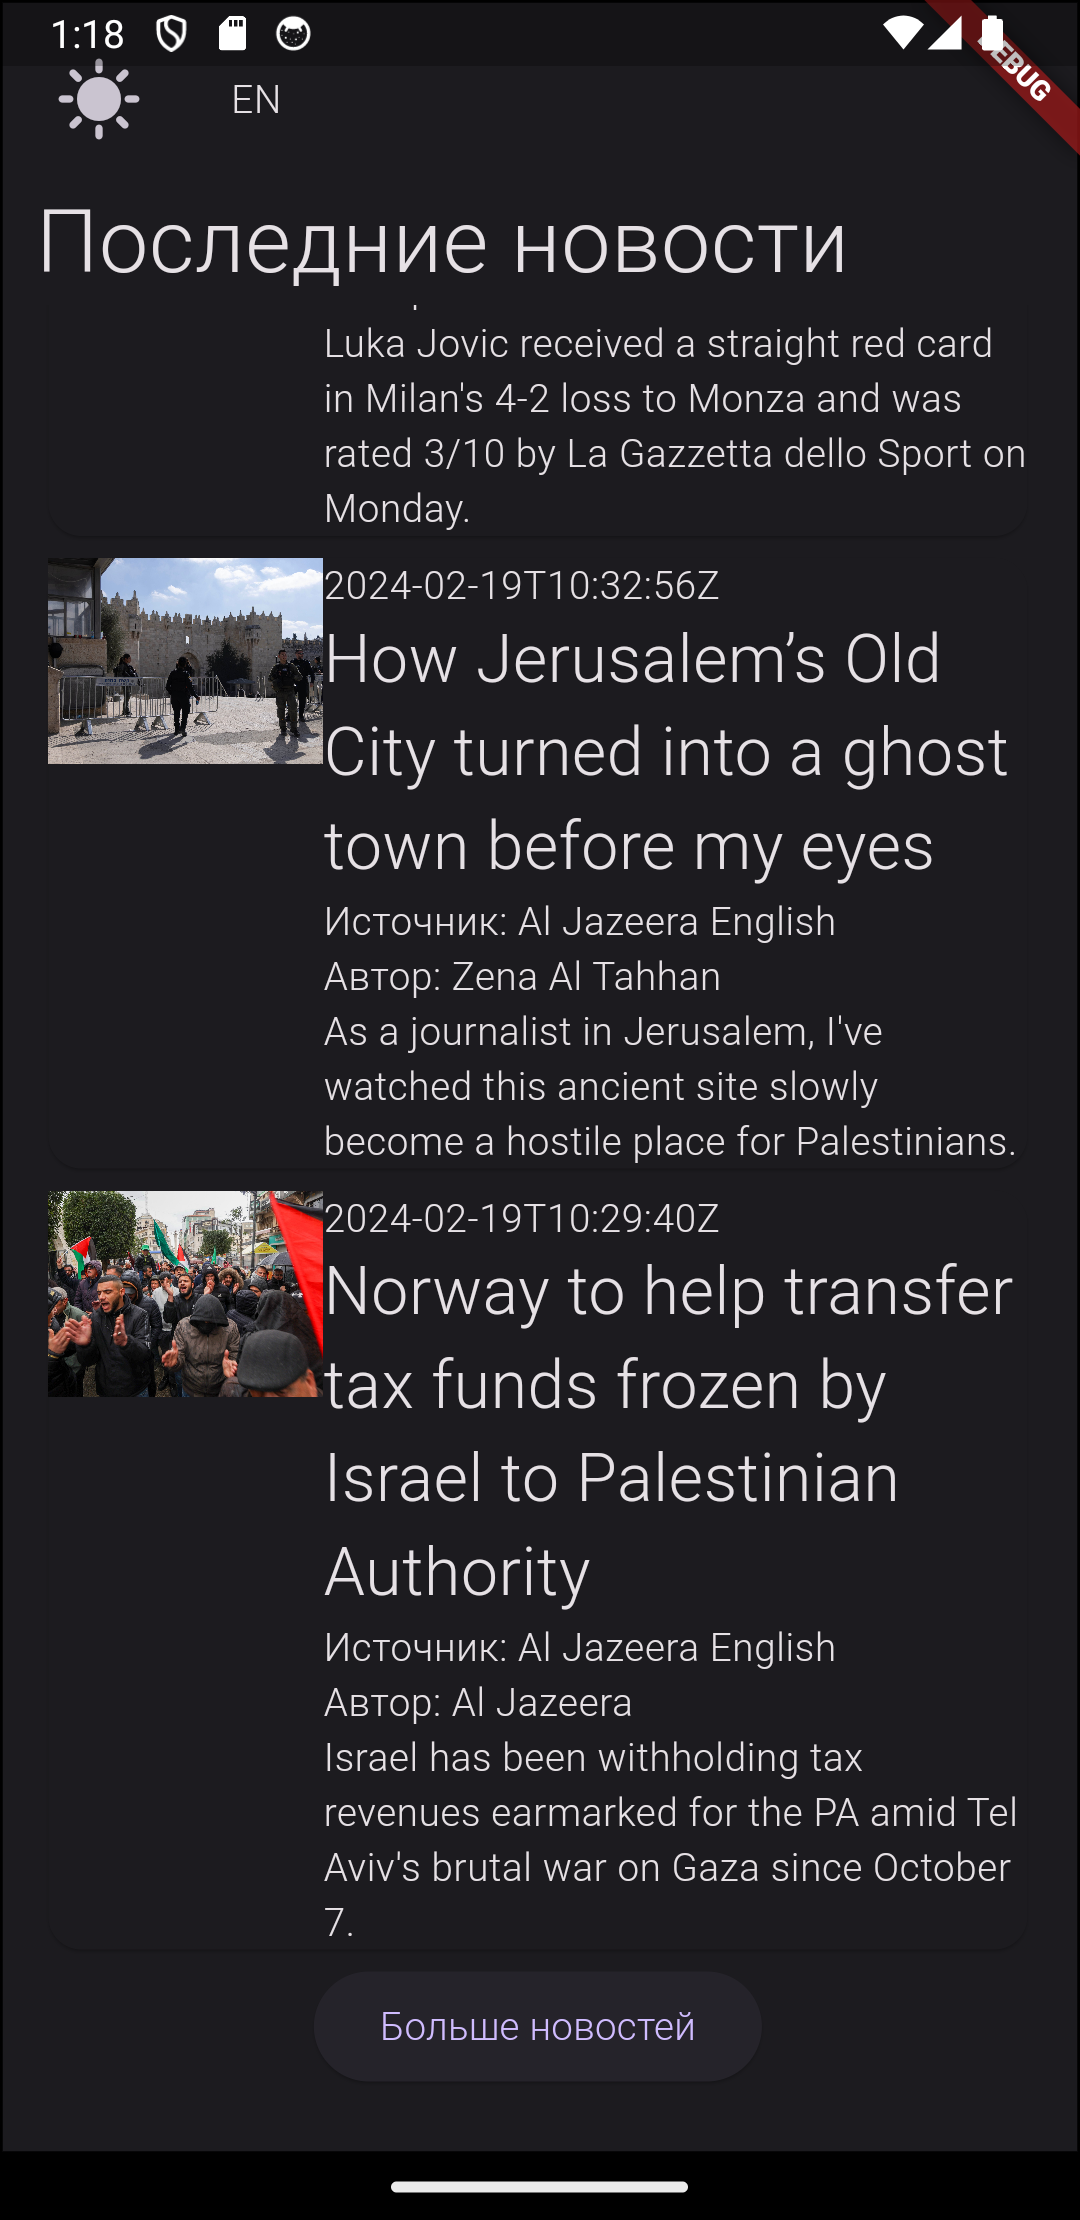 1:18
DEBUG
EN
Последние новости
Luka Jovic received a straight red card
in Milan's 4-2 loss to Monza and was
rated 3/10 by La Gazzetta dello Sport on
Monday.
2024-02-19T10:32:56Z
How Jerusalem’s Old
City turned into a ghost
town before my eyes
Источник: Al Jazeera English
Автор: Zena Al Tahhan
As a journalist in Jerusalem, I've
watched this ancient site slowly
become a hostile place for Palestinians.
2024-02-19T10:29:40Z
Norway to help transfer
tax funds frozen by
Israel to Palestinian
Authority
Источник: Al Jazeera English
Автор: Al Jazeera
Israel has been withholding tax
revenues earmarked for the PA amid Tel
Aviv's brutal war on Gaza since October
7.
Больше новостей